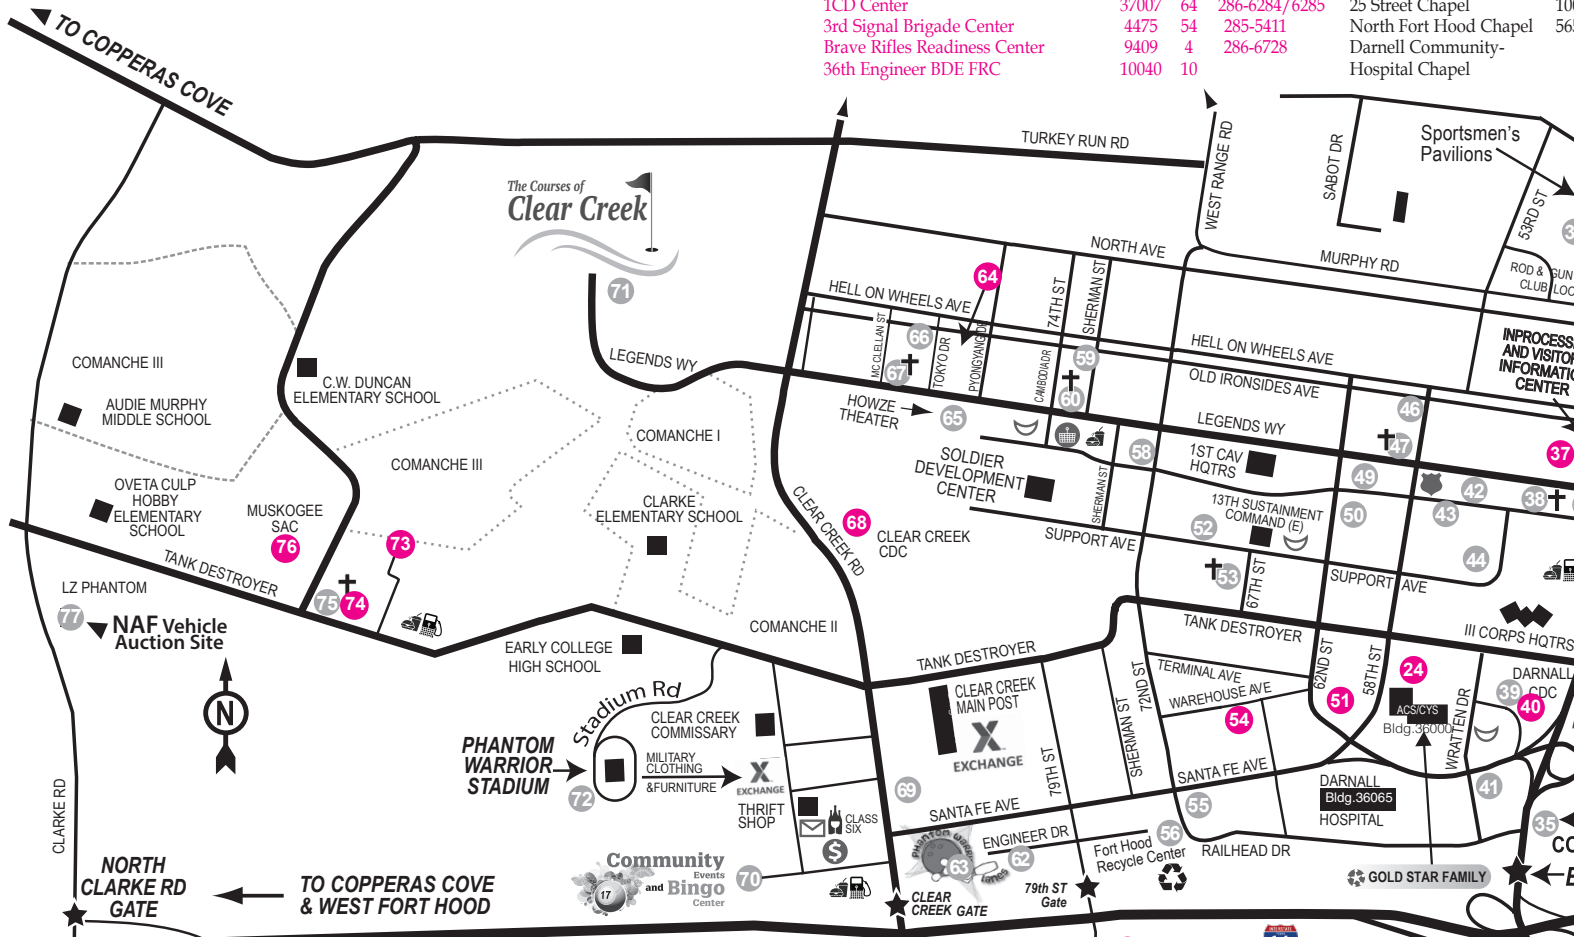 1CD Center 37007 64 286-6284/6285
3rd Signal Brigade Center 4475 54 285-5411
Brave Rifles Readiness Center 9409 4 286-6728
36th Engineer BDE FRC 10040 10
25 Street Chapel
North Fort Hood Chapel
Darnell Community-
Hospital Chapel
TO COPPERAS COVE
TURKEY RUN RD
WEST RANGE RD
SABOT DR
Sportsmen's
Pavilions
53RD ST
The Courses of
Clear Creek
71
64
NORTH AVE
MURPHY RD
ROD &
CLUB
GUN
HELL ON WHEELS AVE
74TH ST
SHERMAN ST
MC CLELLAN ST
66
TOKYO DR
PYONGYANG DR
CAMBODIA DR
59
67
60
HELL ON WHEELS AVE
OLD IRONSIDES AVE
LEGENDS WY
INPROCESS
AND VISITOR
INFORMATIO
CENTER
COMANCHE III
C.W. DUNCAN
ELEMENTARY SCHOOL
AUDIE MURPHY
MIDDLE SCHOOL
LEGENDS WY
HOWZE
THEATER
65
46
47
37
COMANCHE I
COMANCHE III
SOLDIER
DEVELOPMENT
CENTER
58
1ST CAV
HQTRS
49
42
38
OVETA CULP
HOBBY
ELEMENTARY
SCHOOL
MUSKOGEE
SAC
76
73
CLARKE
ELEMENTARY SCHOOL
CLEAR CREEK RD
68
CLEAR CREEK
CDC
SHERMAN ST
SUPPORT AVE
13TH SUSTAINMENT
COMMAND (E)
52
50
43
44
TANK DESTROYER
LZ PHANTOM
77
NAF Vehicle
Auction Site
75
74
53
67TH ST
SUPPORT AVE
COMANCHE II
EARLY COLLEGE
HIGH SCHOOL
TANK DESTROYER
TANK DESTROYER
III CORPS HQTRS
N
Stadium Rd
CLEAR CREEK
COMMISSARY
CLEAR CREEK
MAIN POST
X
EXCHANGE
79TH ST
SHERMAN ST
72ND ST
TERMINAL AVE
WAREHOUSE AVE
54
62ND ST
51
58TH ST
24
ACS/CYS
Bldg.36000
WRATTEN DR
DARNALL
CDC
39
40
PHANTOM
WARRIOR
STADIUM
72
MILITARY
CLOTHING
&FURNITURE
X
EXCHANGE
THRIFT
SHOP
CLASS
SIX
$
69
SANTA FE AVE
SANTA FE AVE
55
DARNALL
Bldg.36065
HOSPITAL
41
35
CLARKE RD
Phantom Warrior
Lanes
63
ENGINEER DR
62
Fort Hood
Recycle Center
56
RAILHEAD DR
GOLD STAR FAMILY
NORTH
CLARKE RD
GATE
TO COPPERAS COVE
& WEST FORT HOOD
Community
Events
and Bingo
Center
17
70
CLEAR
CREEK GATE
79th ST
Gate
INTERSTATE